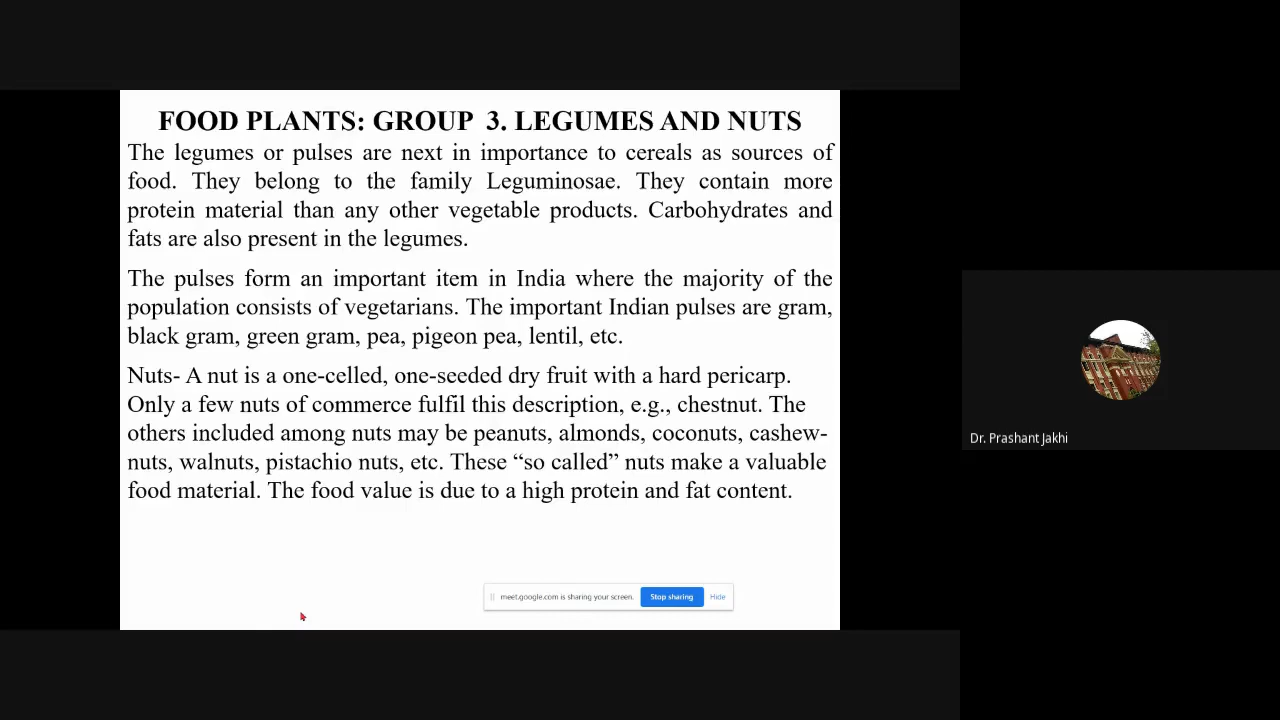 FOOD PLANTS: GROUP 3. LEGUMES AND NUTS
The legumes or pulses are next in importance to cereals as sources of
food. They belong to the family Leguminosae. They contain more
protein material than any other vegetable products. Carbohydrates and
fats are also present in the legumes.
The pulses form an important item in India where the majority of the
population consists of vegetarians. The important Indian pulses are gram,
black gram, green gram, pea, pigeon pea, lentil, etc.
Nuts- A nut is a one-celled, one-seeded dry fruit with a hard pericarp.
Only a few nuts of commerce fulfil this description, e.g., chestnut. The
others included among nuts may be peanuts, almonds, coconuts, cashew-
nuts, walnuts, pistachio nuts, etc. These “so called” nuts make a valuable
food material. The food value is due to a high protein and fat content.
meet.google.com is sharing your screen. Stop sharing Hide
Dr. Prashant Jakhi